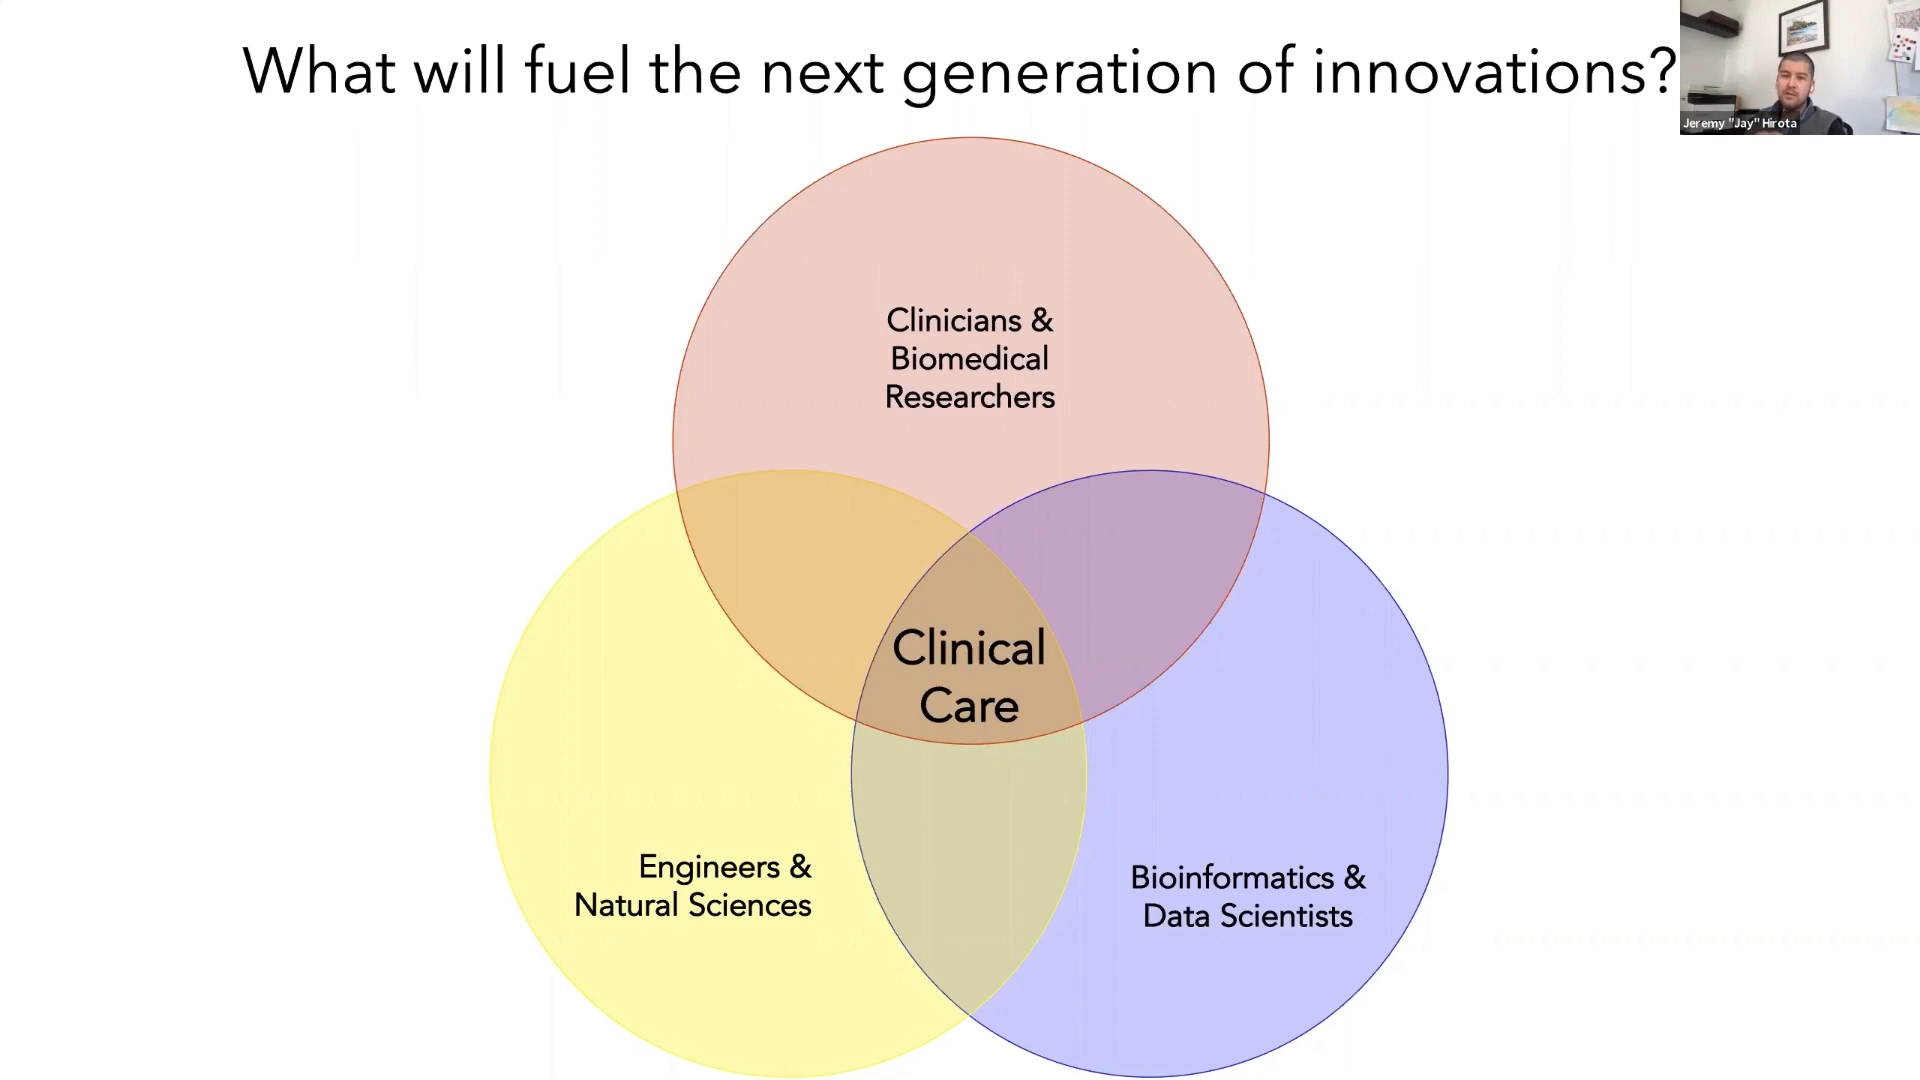 What will fuel the next generation of innovations?
Jeremy "Jay" Hirota
Clinicians &
Biomedical
Researchers
Clinical
Care
Engineers &
Natural Sciences
Bioinformatics &
Data Scientists